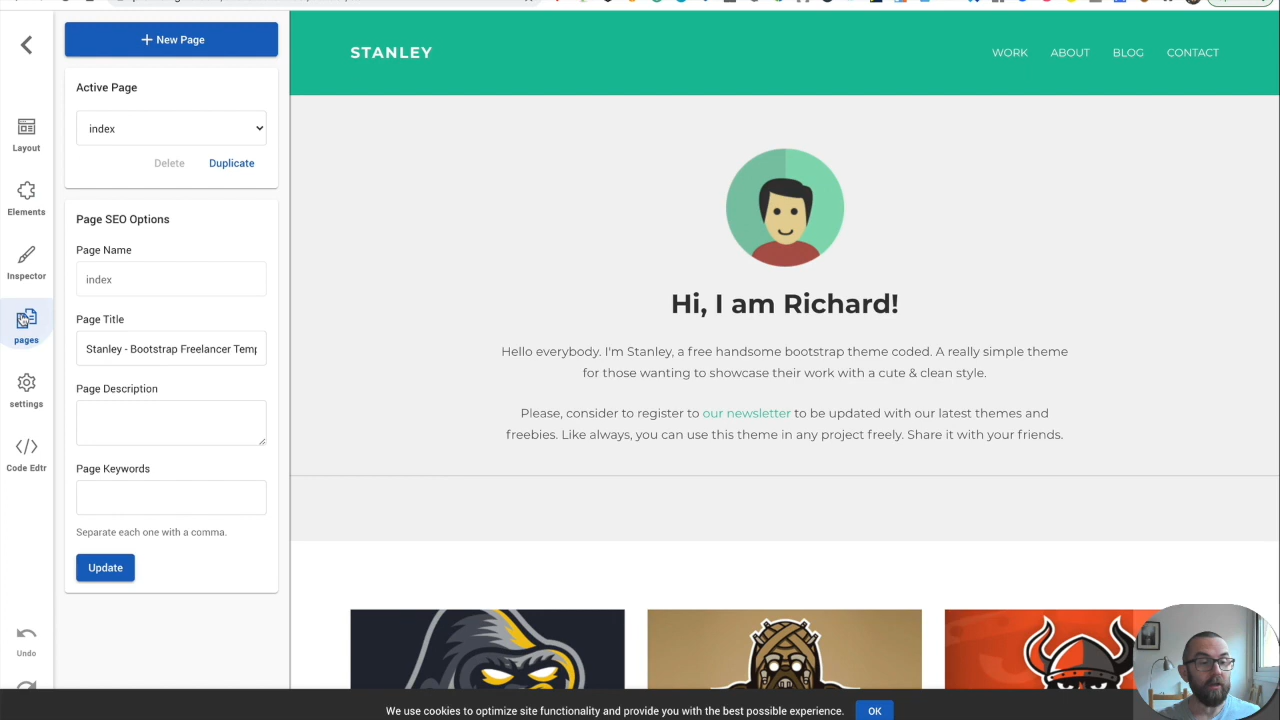 New Page
Active Page
index
Delete
Duplicate
Page SEO Options
Page Name
index
Page Title
Stanley - Bootstrap Freelancer Temp
Page Description
Page Keywords
Separate each one with a comma.
Update
Layout
Elements
Inspector
pages
settings
Code Edtr
Undo
STANLEY
WORK
ABOUT
BLOG
CONTACT
Hi, I am Richard!
Hello everybody. I'm Stanley, a free handsome bootstrap theme coded. A really simple theme
for those wanting to showcase their work with a cute & clean style.
Please, consider to register to our newsletter to be updated with our latest themes and
freebies. Like always, you can use this theme in any project freely. Share it with your friends.
We use cookies to optimize site functionality and provide you with the best possible experience.
OK